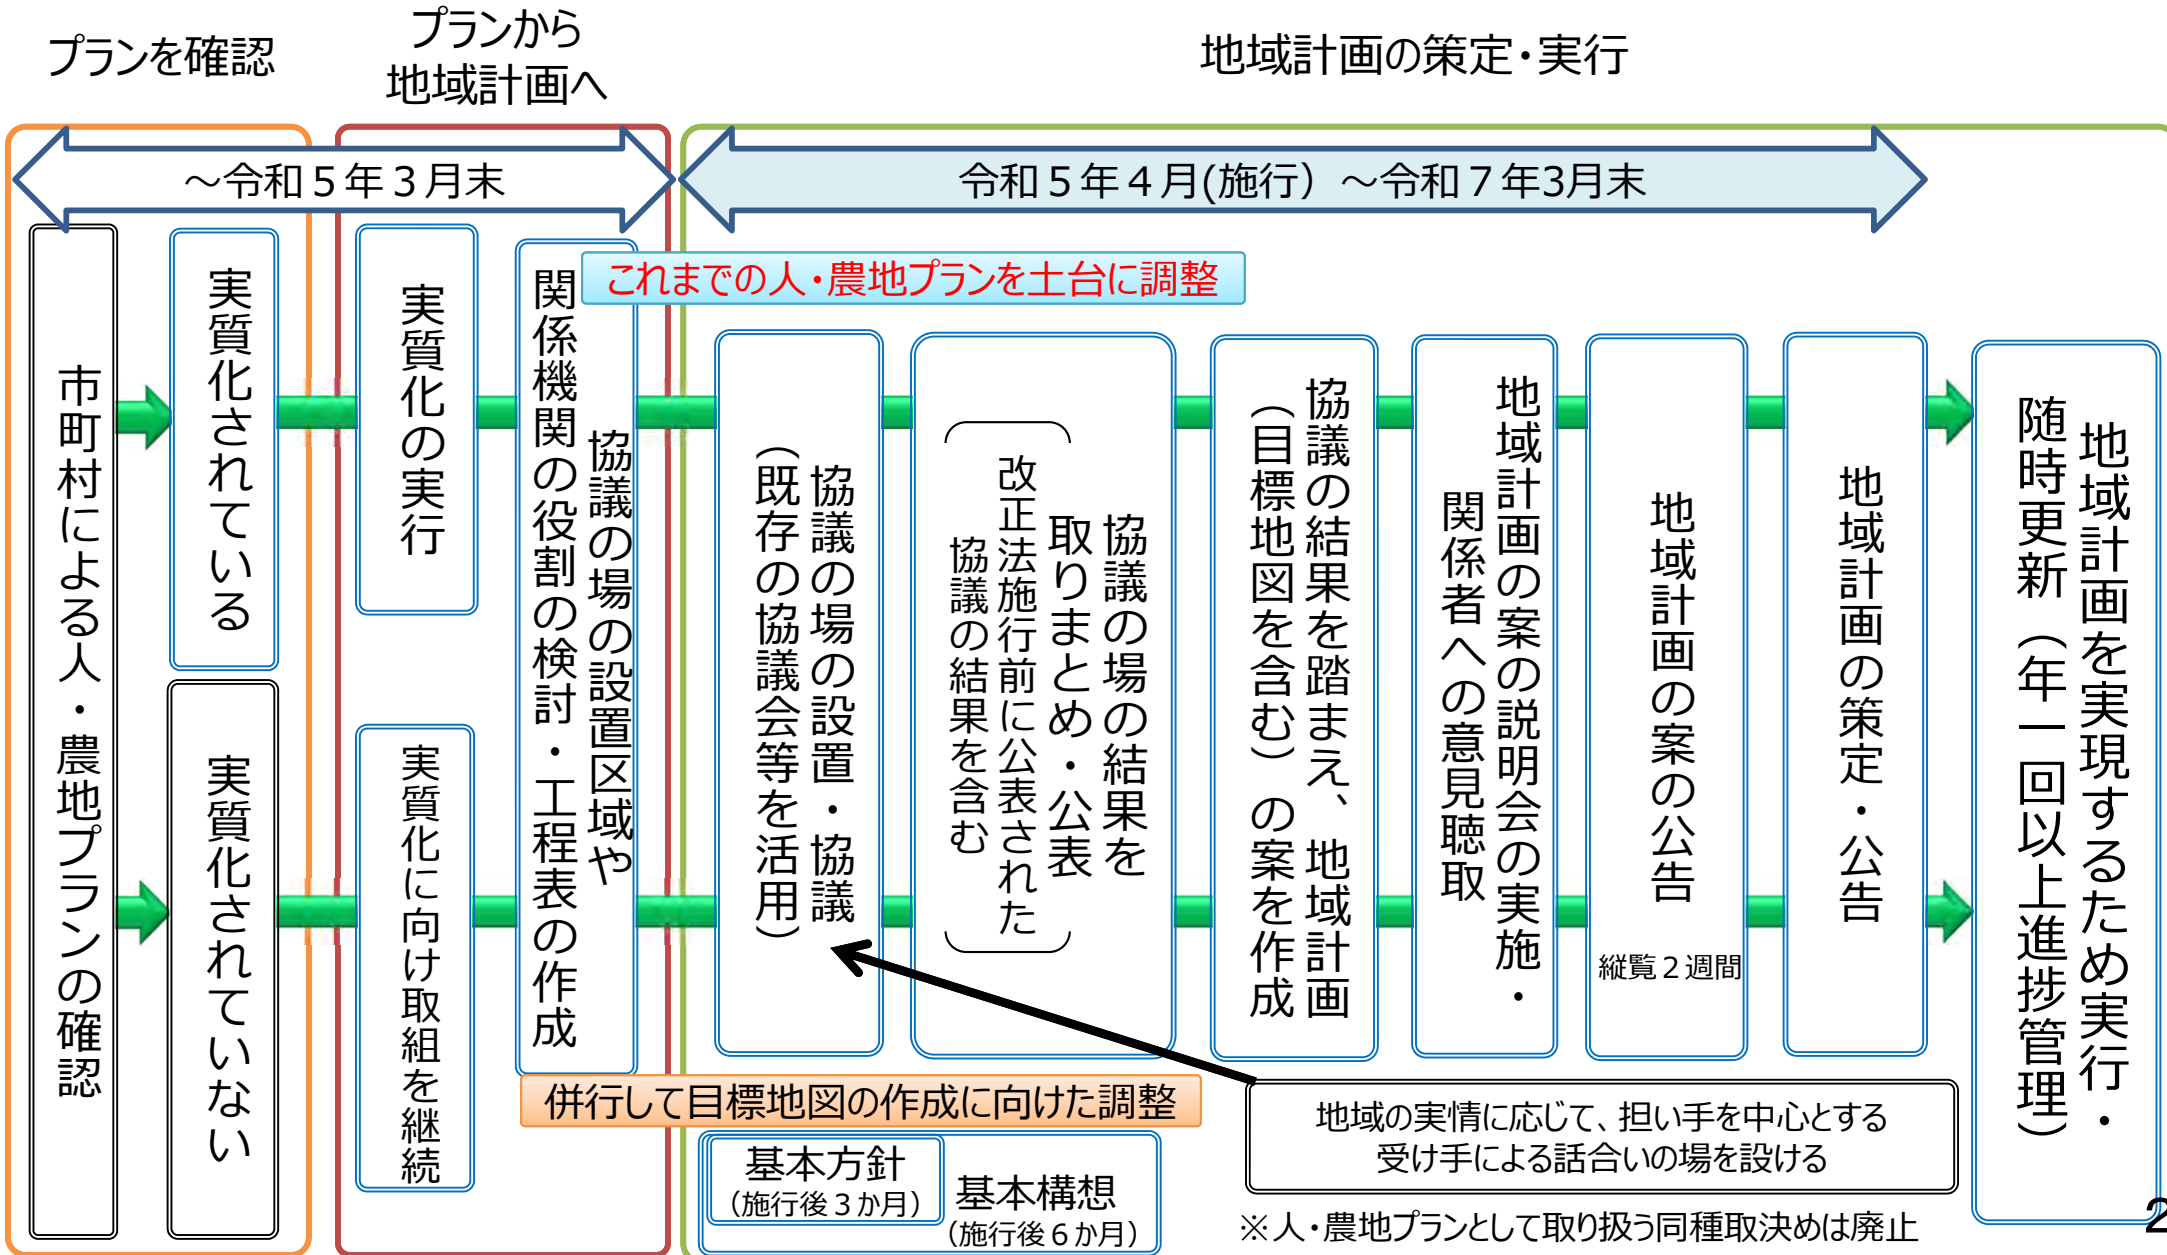 プランを確認
プランから
地域計画へ
地域計画の策定・実行
～令和５年３月末
令和５年４月(施行）～令和７年3月末
これまでの人・農地プランを土台に調整
市町村による人・農地プランの確認
実質化されている
実質化されていない
実質化の実行
実質化に向け取組を継続
協議の場の設置区域や
関係機関の役割の検討・工程表の作成
協議の場の設置・協議
（既存の協議会等を活用）
協議の場の結果を
取りまとめ・公表
改正法施行前に公表された
協議の結果を含む
協議の結果を踏まえ、地域計画
（目標地図を含む）の案を作成
地域計画の案の説明会の実施・
関係者への意見聴取
地域計画の案の公告
縦覧２週間
地域計画の策定・公告
地域計画を実現するため実行・
随時更新（年一回以上進捗管理）
併行して目標地図の作成に向けた調整
基本方針
（施行後３か月）
基本構想
（施行後６か月）
地域の実情に応じて、担い手を中心とする
受け手による話合いの場を設ける
※人・農地プランとして取り扱う同種取決めは廃止
2